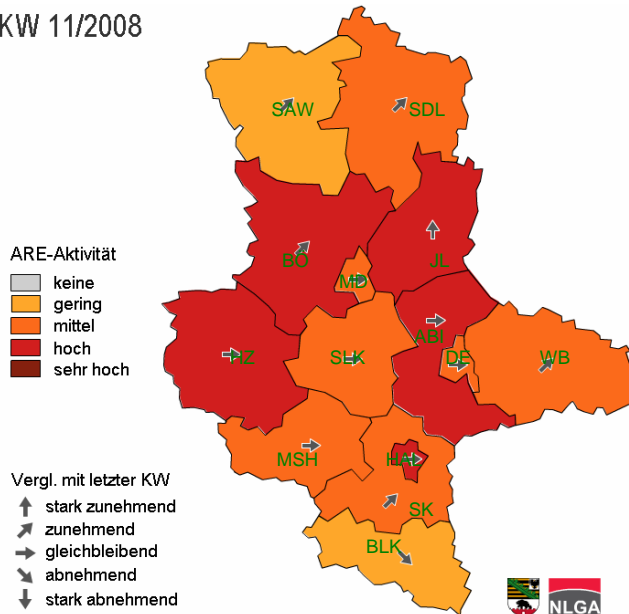 KW 11/2008
SAW
SDL
BÖ
JL
MD
ABI
HZ
SLK
DE
WB
MSH
HAL
SK
BLK
ARE-Aktivität
keine
gering
mittel
hoch
sehr hoch
Vergl. mit letzter KW
stark zunehmend
zunehmend
gleichbleibend
abnehmend
stark abnehmend
NLGA